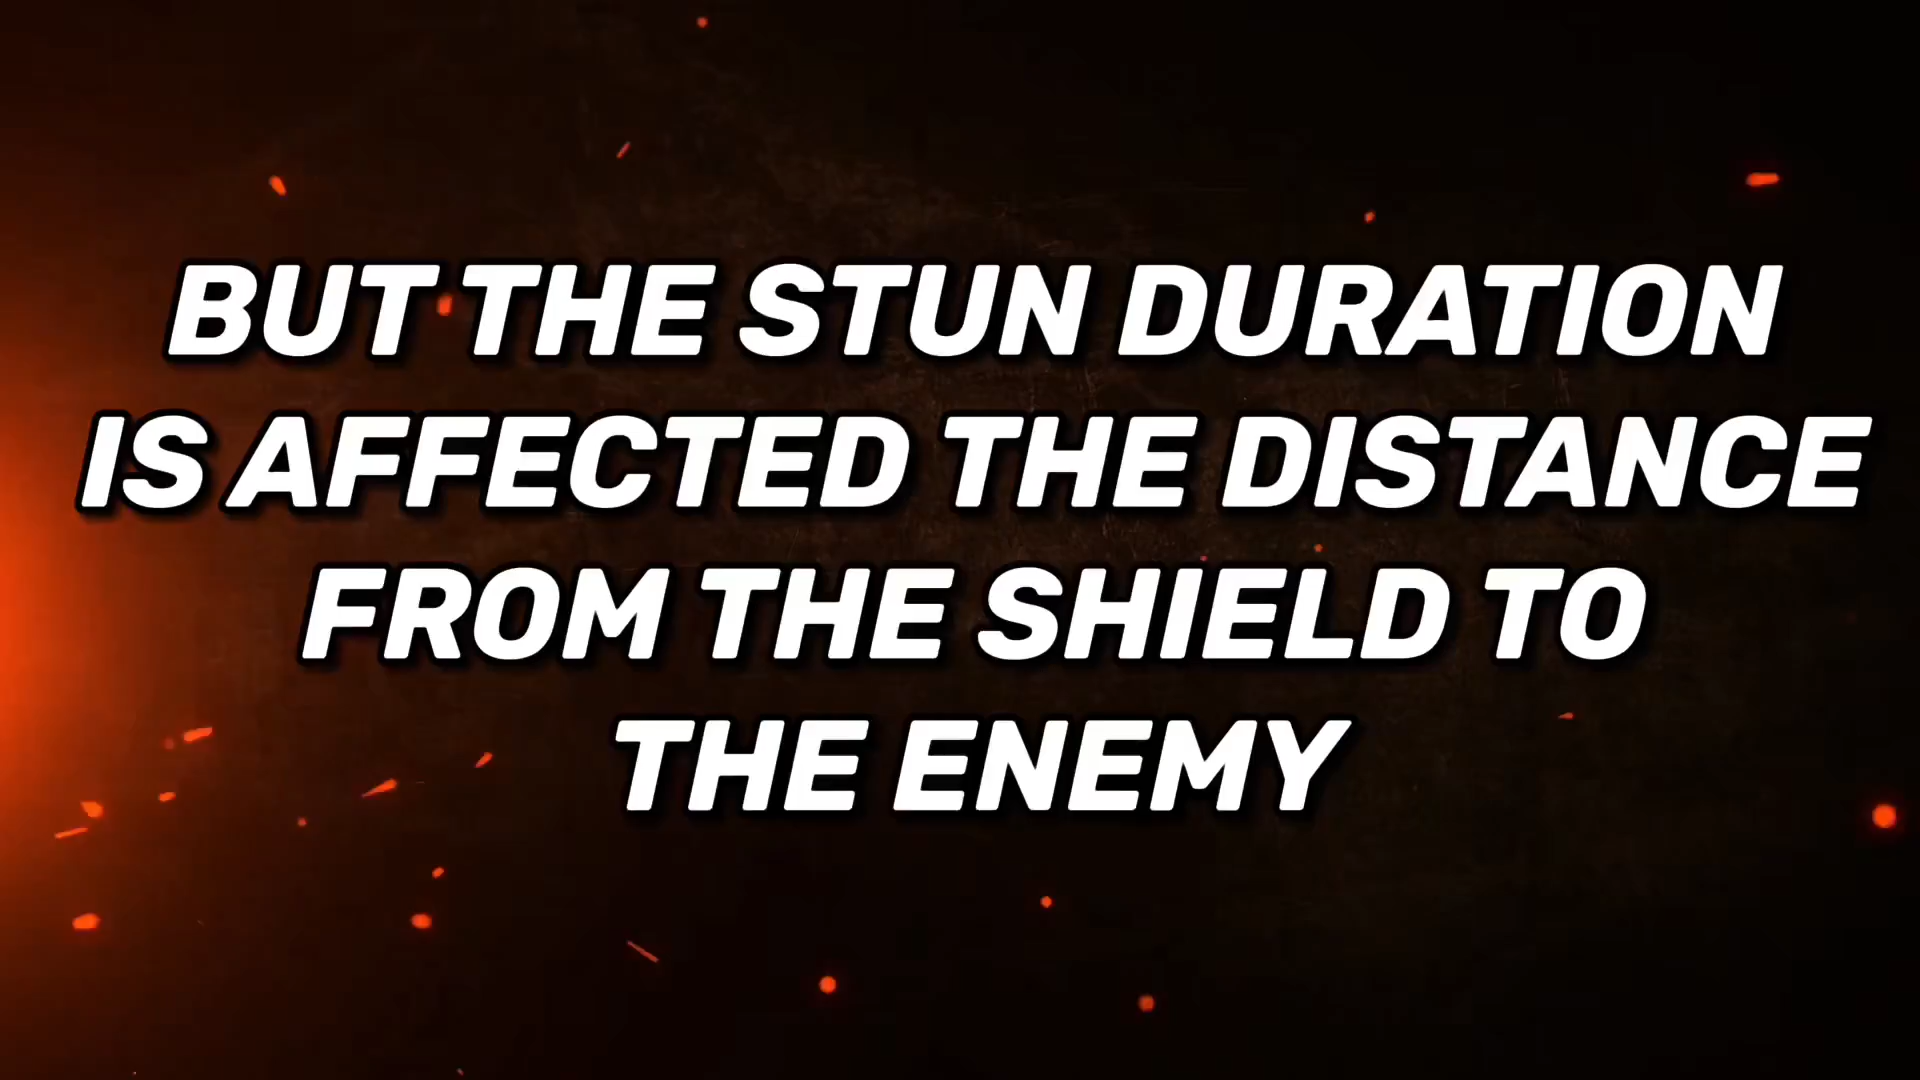 BUT THE STUN DURATION
IS AFFECTED THE DISTANCE
FROM THE SHIELD TO
THE ENEMY